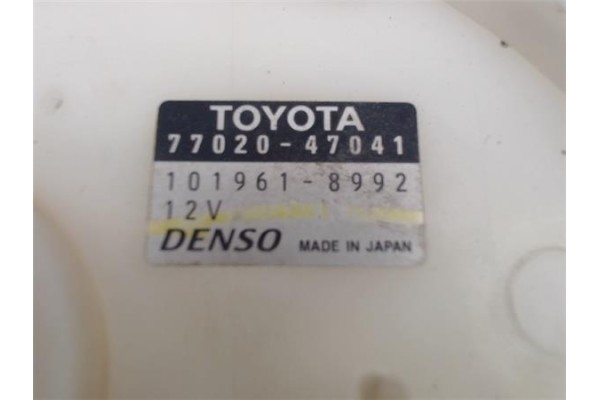 TOYOTA
77020-47041
101961-8992
12V
DENSO MADE IN JAPAN